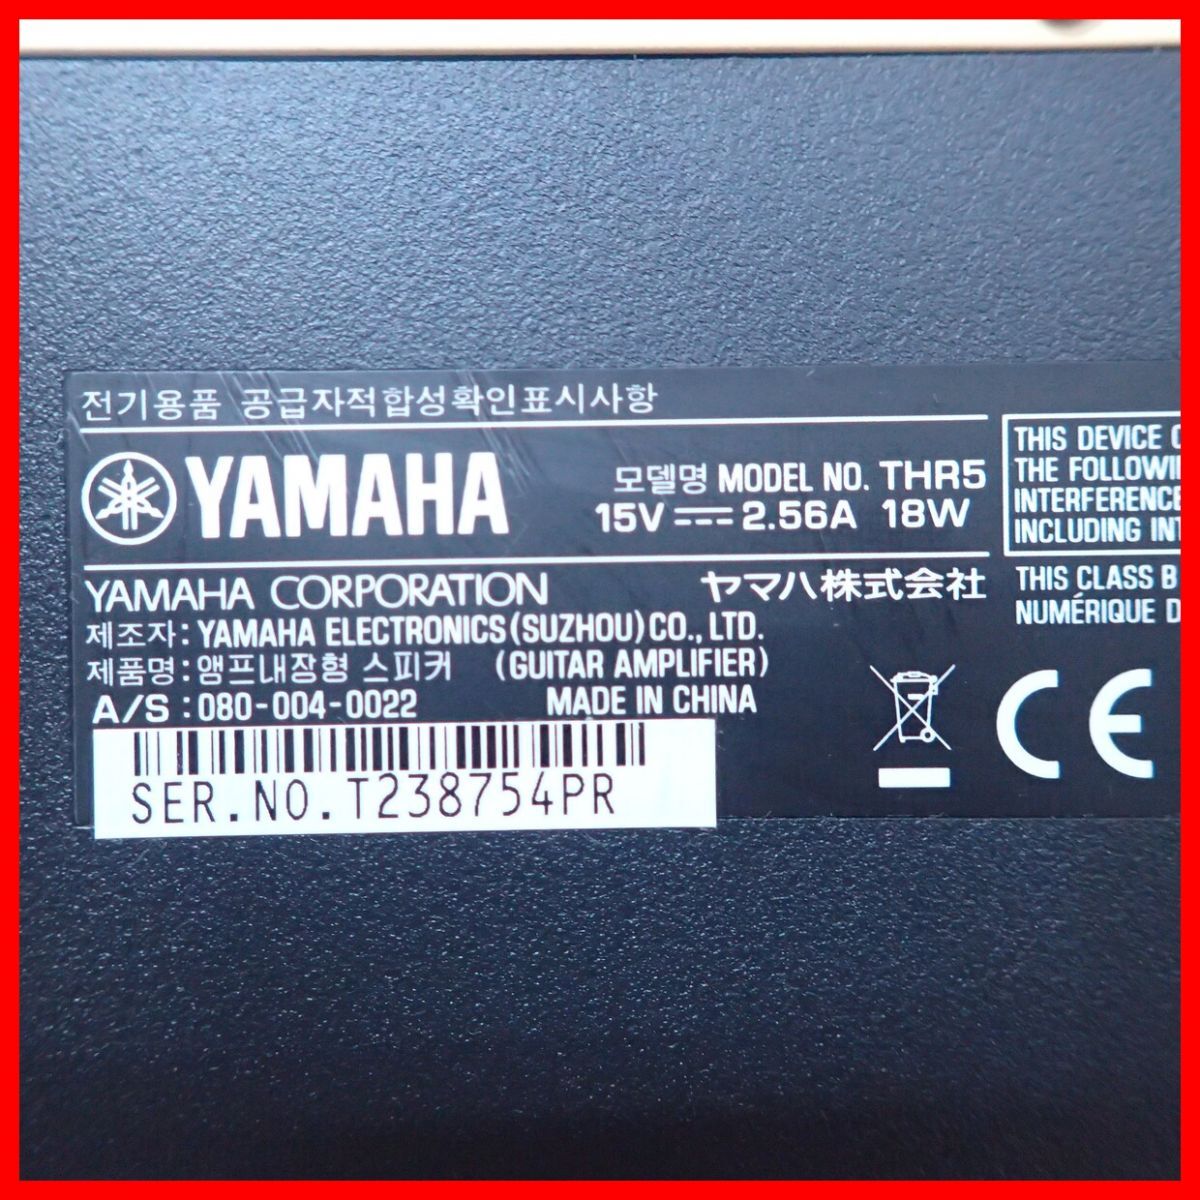 전기용품 공급자적합성확인표시사항
YAMAHA
모델명 MODEL NO. THR5
15V 2.56A 18W
YAMAHA CORPORATION ヤマハ株式会社
제조자: YAMAHA ELECTRONICS(SUZHOU)CO., LTD.
제품명: 앰프내장형 스피커 (GUITAR AMPLIFIER)
A/S :080-004-0022 MADE IN CHINA
SER.NO.T238754PR
THIS DEVICE
THE
INTERFERENCE
INCLUDING
THIS CLASS B
NUMÉRIQUE
CE